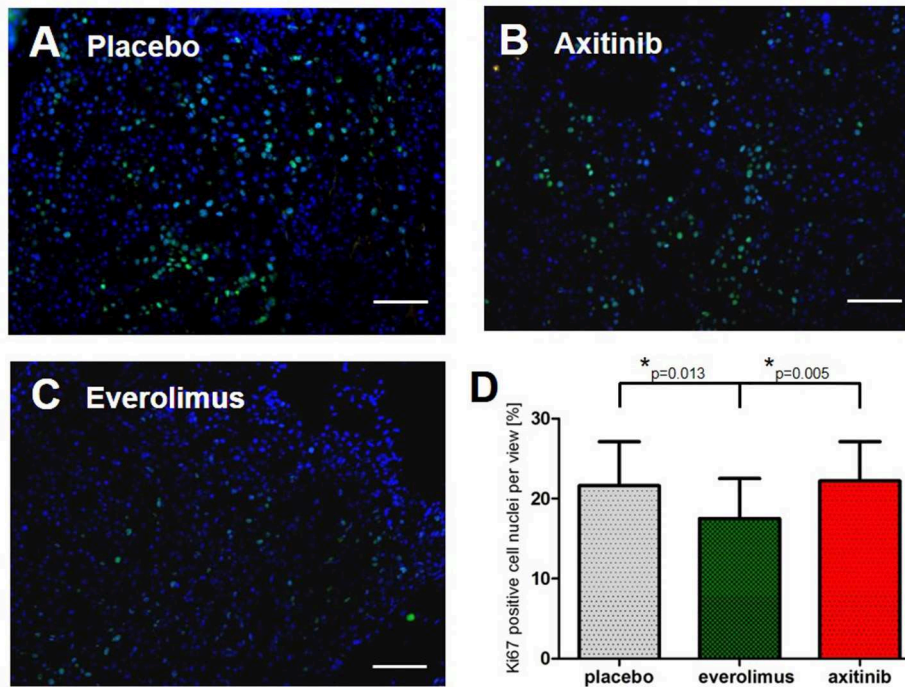 A Placebo
B Axitinib
C Everolimus
D
* p=0.013
* p=0.005
Ki67 positive cell nuclei per view [%]
30
20
10
0
placebo everolimus axitinib